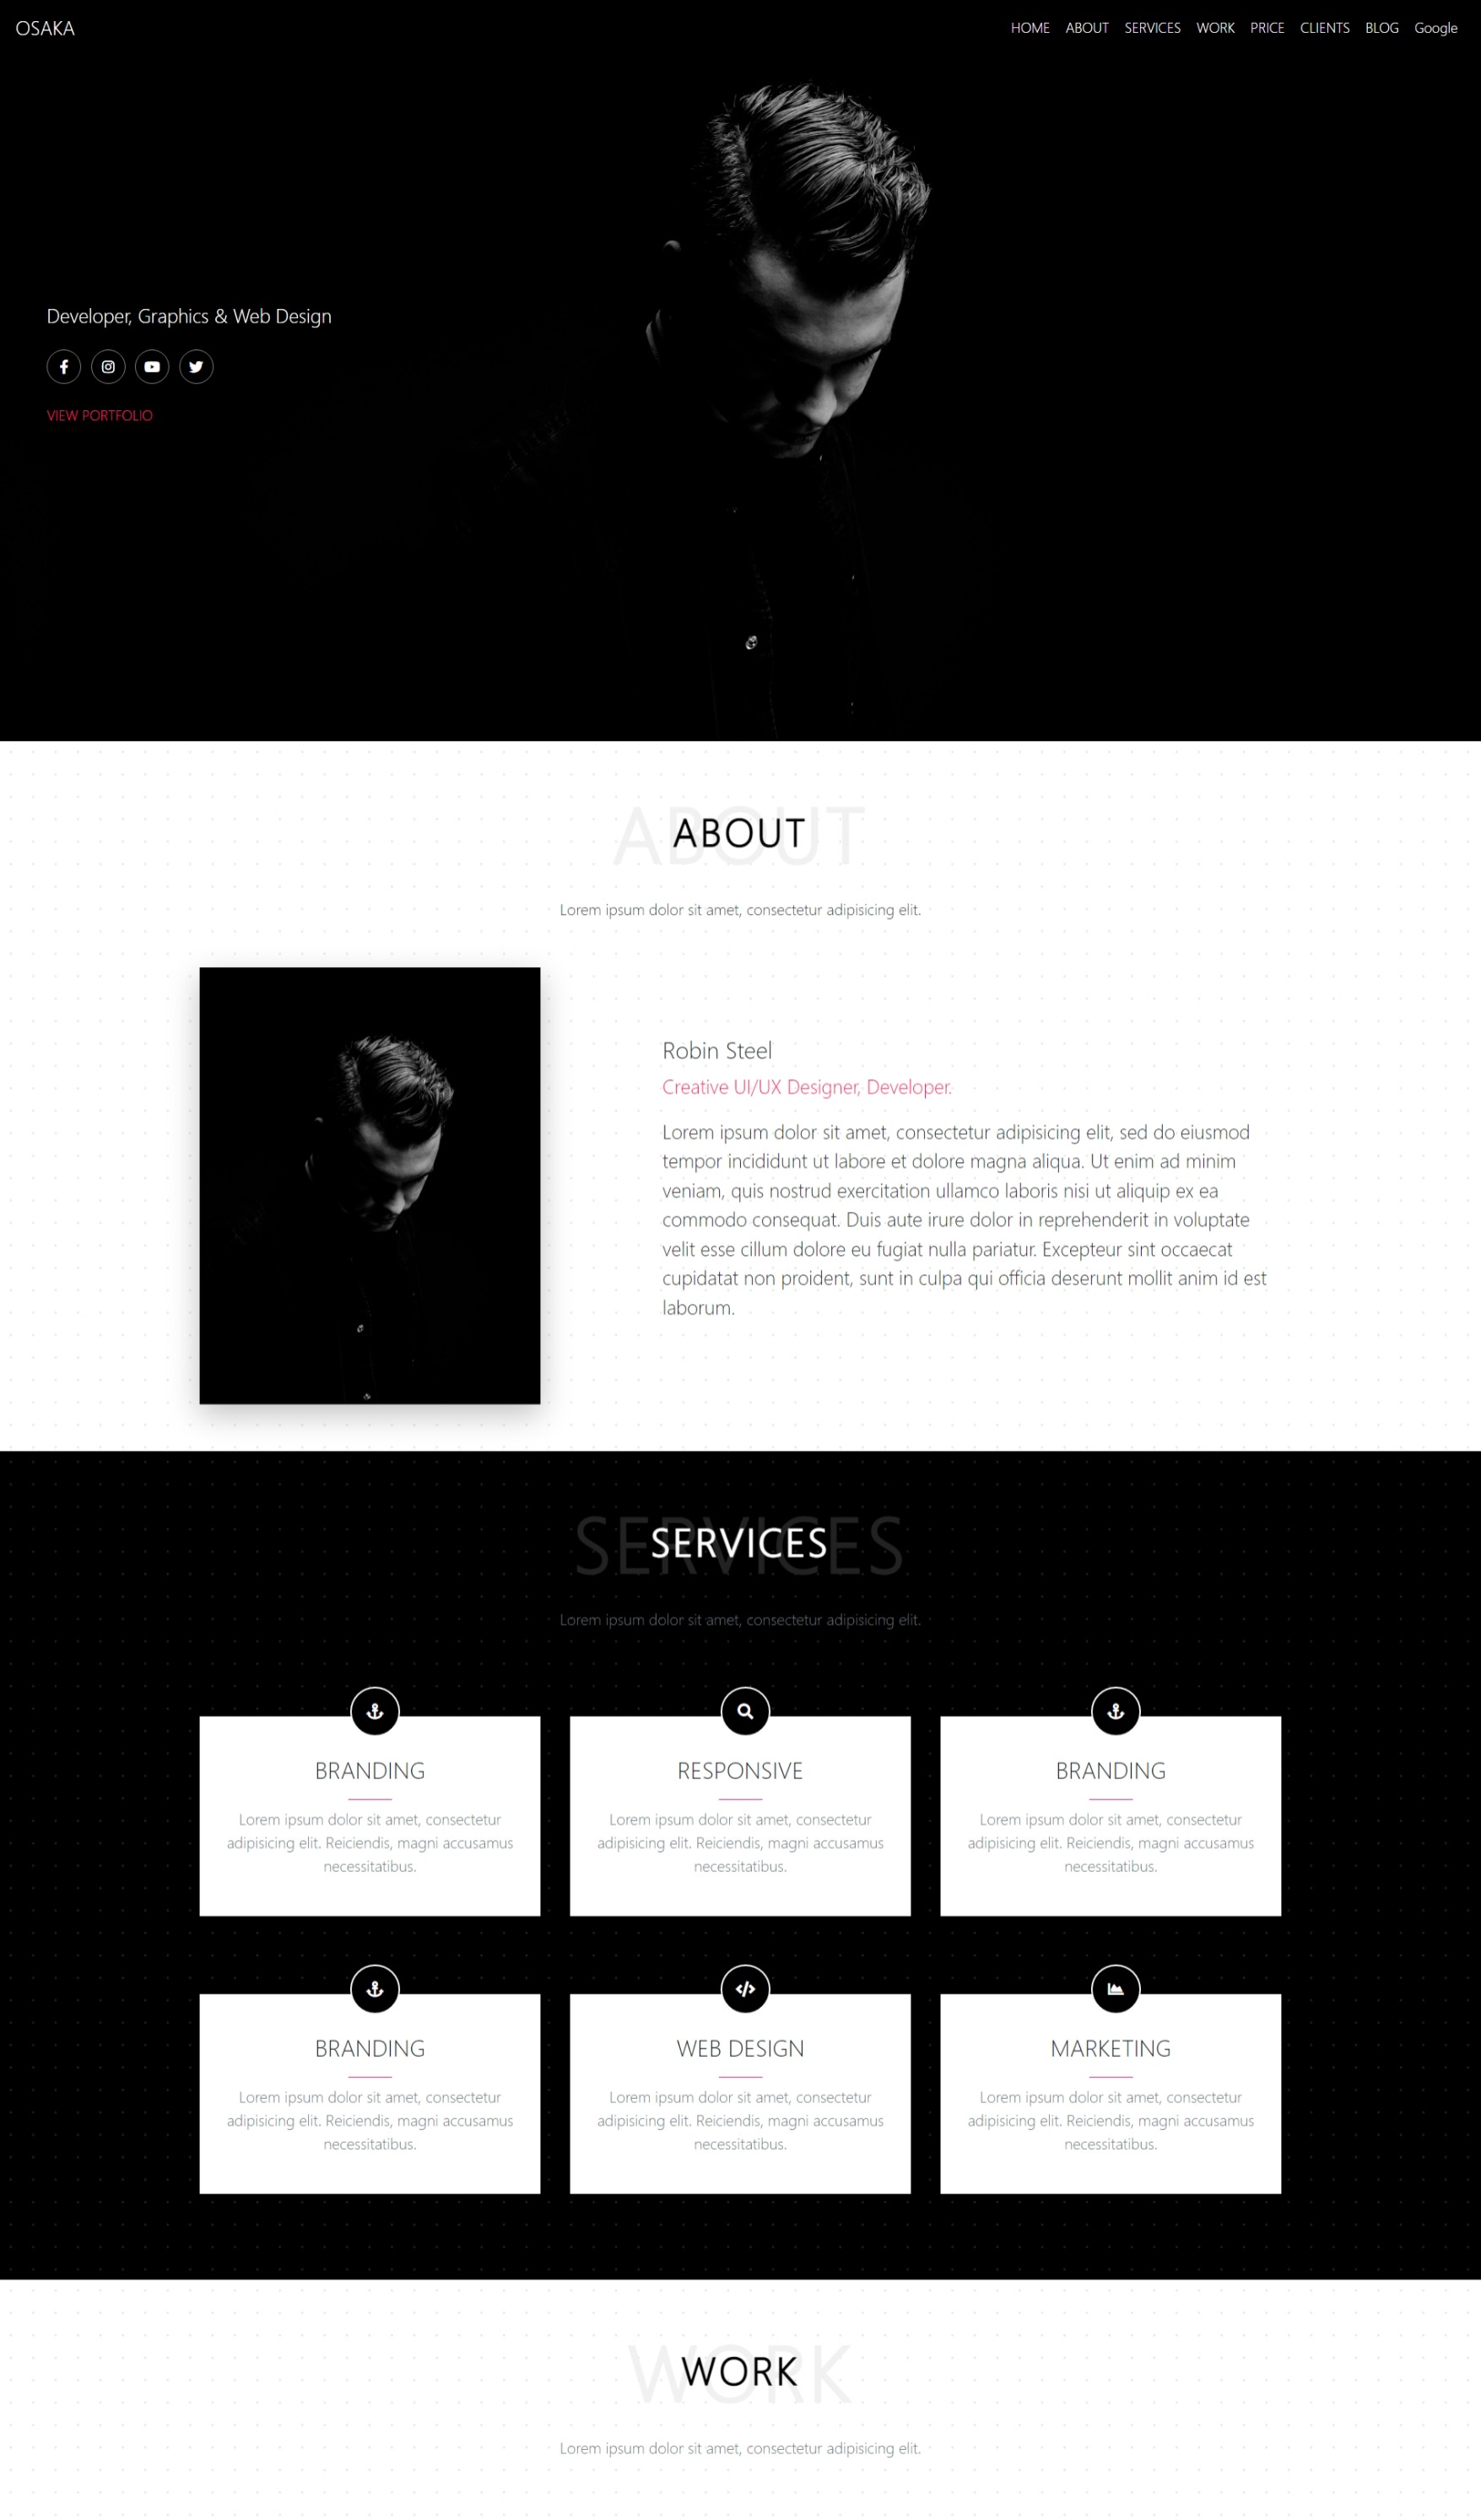 OSAKA
HOME ABOUT SERVICES WORK PRICE CLIENTS BLOG Google
Developer, Graphics & Web Design
VIEW PORTFOLIO
ABOUT
ABOUT
Lorem ipsum dolor sit amet, consectetur adipisicing elit.
Robin Steel
Creative UI/UX Designer, Developer.
Lorem ipsum dolor sit amet, consectetur adipisicing elit, sed do eiusmod
tempor incididunt ut labore et dolore magna aliqua. Ut enim ad minim
veniam, quis nostrud exercitation ullamco laboris nisi ut aliquip ex ea
commodo consequat. Duis aute irure dolor in reprehenderit in voluptate
velit esse cillum dolore eu fugiat nulla pariatur. Excepteur sint occaecat
cupidatat non proident, sunt in culpa qui officia deserunt mollit anim id est
laborum.
SERVICES
SERVICES
Lorem ipsum dolor sit amet, consectetur adipisicing elit.
BRANDING
Lorem ipsum dolor sit amet, consectetur
adipisicing elit. Reiciendis, magni accusamus
necessitatibus.
RESPONSIVE
Lorem ipsum dolor sit amet, consectetur
adipisicing elit. Reiciendis, magni accusamus
necessitatibus.
BRANDING
Lorem ipsum dolor sit amet, consectetur
adipisicing elit. Reiciendis, magni accusamus
necessitatibus.
BRANDING
Lorem ipsum dolor sit amet, consectetur
adipisicing elit. Reiciendis, magni accusamus
necessitatibus.
WEB DESIGN
Lorem ipsum dolor sit amet, consectetur
adipisicing elit. Reiciendis, magni accusamus
necessitatibus.
MARKETING
Lorem ipsum dolor sit amet, consectetur
adipisicing elit. Reiciendis, magni accusamus
necessitatibus.
WORK
WORK
Lorem ipsum dolor sit amet, consectetur adipisicing elit.